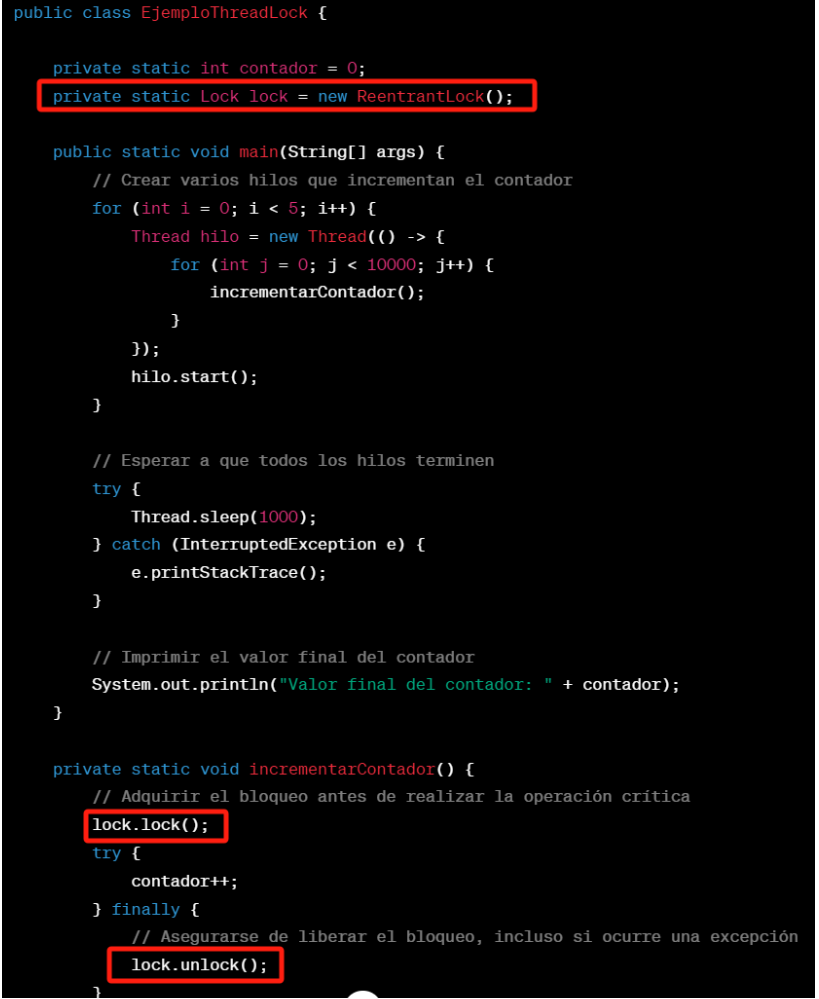 public class EjemploThreadLock {
private static int contador = 0;
private static Lock lock = new ReentrantLock();
public static void main(String[] args) {
// Crear varios hilos que incrementan el contador
for (int i = 0; i < 5; i++) {
Thread hilo = new Thread(() -> {
for (int j = 0; j < 10000; j++) {
incrementarContador();
}
});
hilo.start();
}
// Esperar a que todos los hilos terminen
try {
Thread.sleep(1000);
} catch (InterruptedException e) {
e.printStackTrace();
}
// Imprimir el valor final del contador
System.out.println("Valor final del contador: " + contador);
}
private static void incrementarContador() {
// Adquirir el bloqueo antes de realizar la operación crítica
lock.lock();
try {
contador++;
} finally {
// Asegurarse de liberar el bloqueo, incluso si ocurre una excepción
lock.unlock();
}